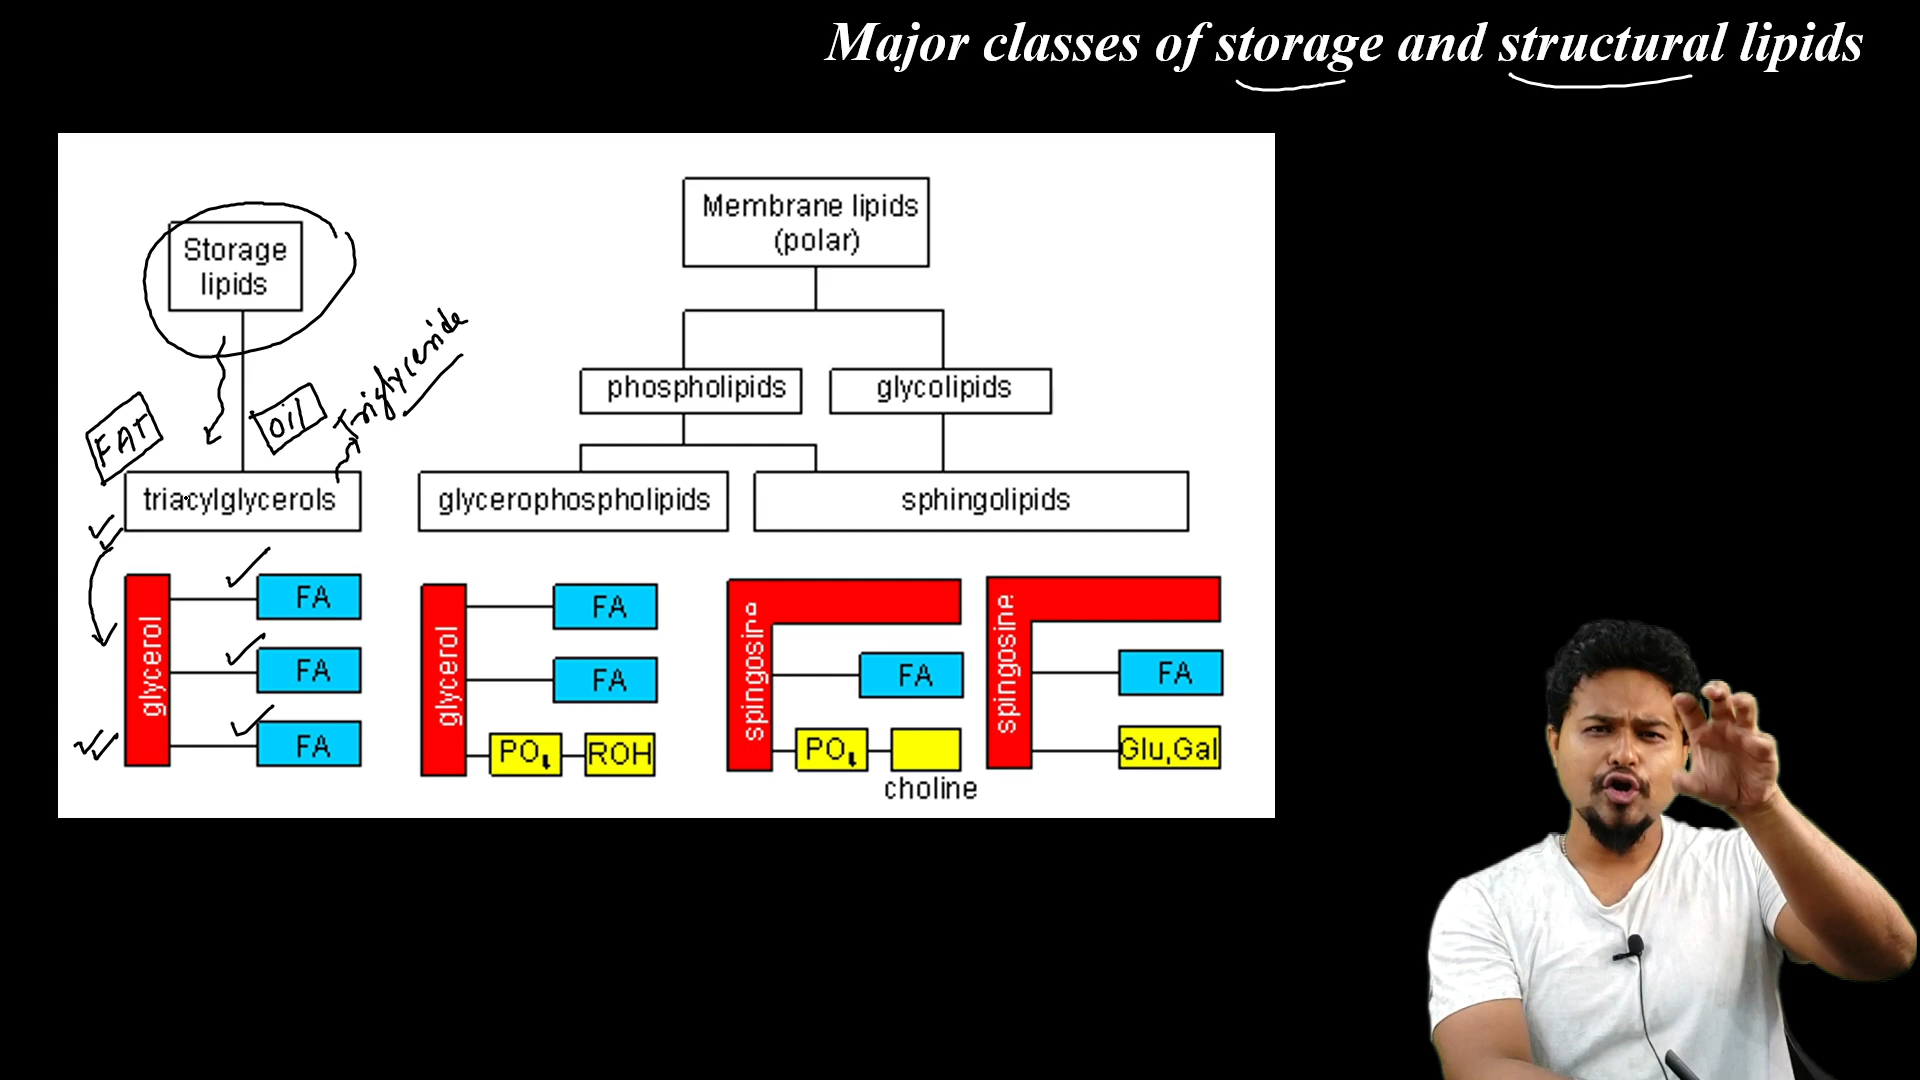 Major classes of storage and structural lipids
Membrane lipids
(polar)
Storage
lipids
Triglyceride
phospholipids
glycolipids
FAT
OIL
triacylglycerols
glycerophospholipids
sphingolipids
glycerol
FA
FA
FA
glycerol
FA
FA
PO4
ROH
spingosine
FA
PO4
choline
spingosine
FA
Glu,Gal